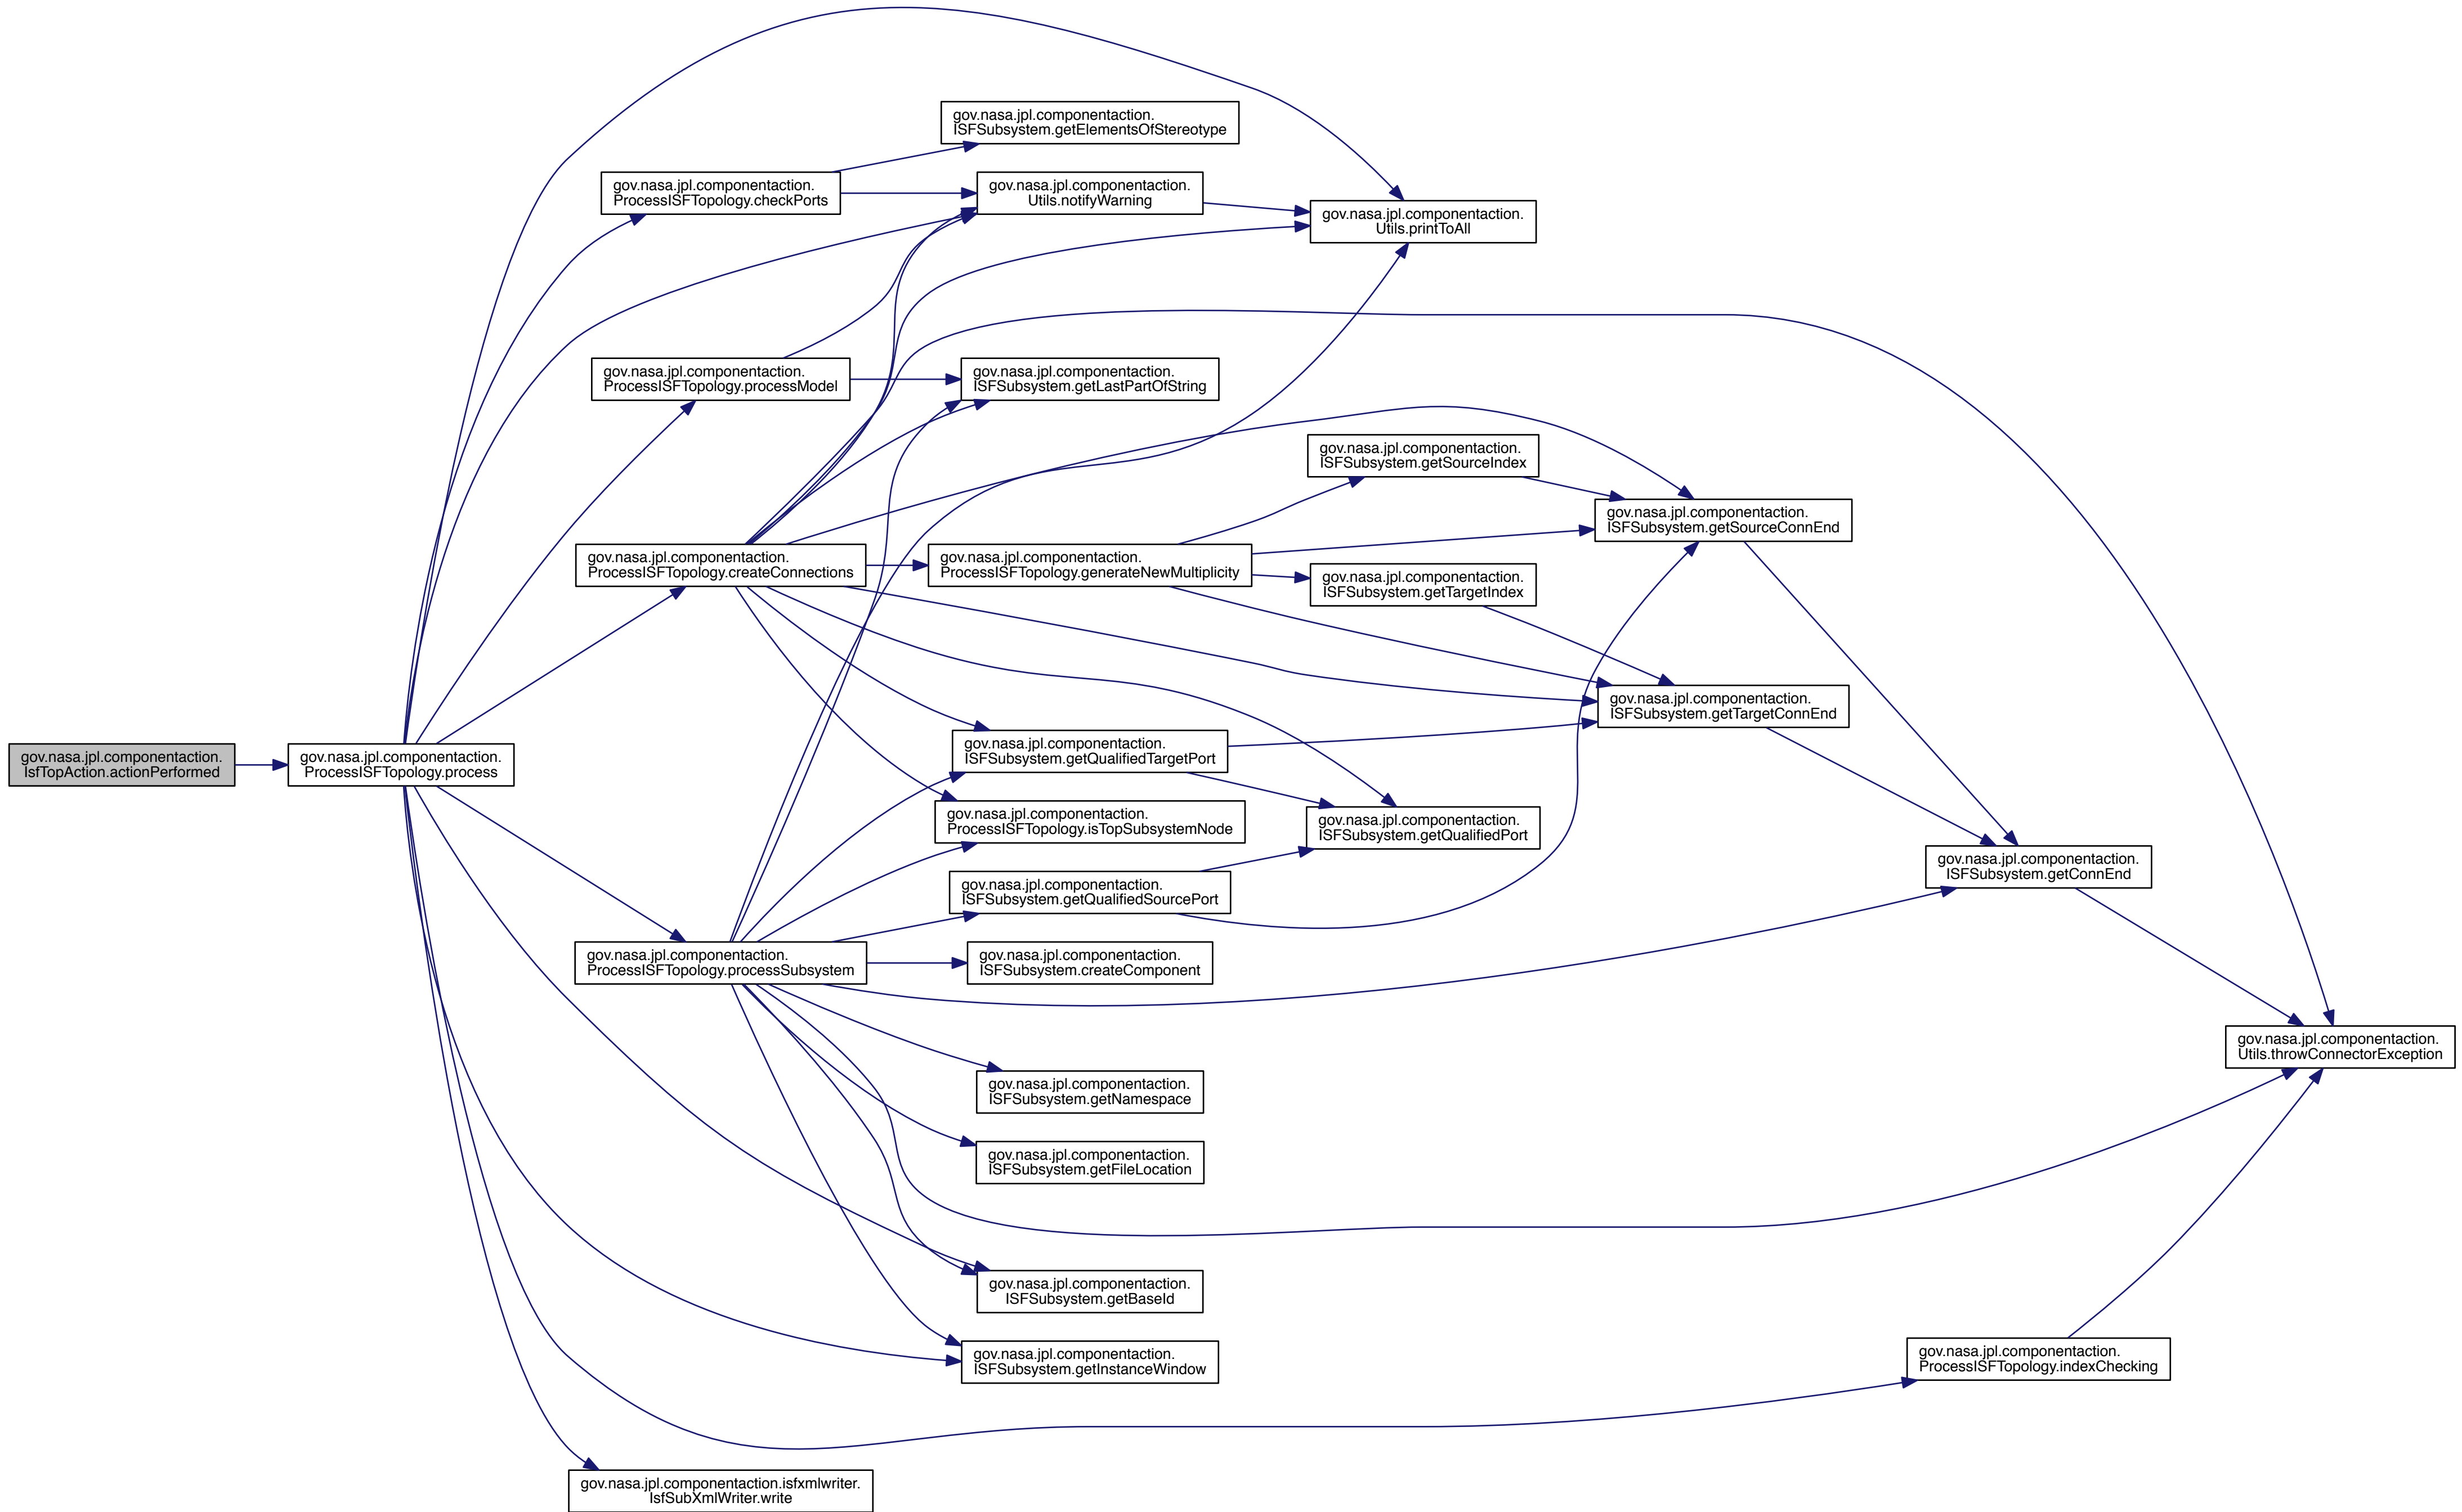 gov.nasa.jpl.componentaction.
ISFSubsystem.getElementsOfStereotype
gov.nasa.jpl.componentaction.
ProcessISFTopology.checkPorts
gov.nasa.jpl.componentaction.
Utils.notifyWarning
gov.nasa.jpl.componentaction.
Utils.printToAll
gov.nasa.jpl.componentaction.
ProcessISFTopology.processModel
gov.nasa.jpl.componentaction.
ISFSubsystem.getLastPartOfString
gov.nasa.jpl.componentaction.
ISFSubsystem.getSourceIndex
gov.nasa.jpl.componentaction.
ISFSubsystem.getSourceConnEnd
gov.nasa.jpl.componentaction.
ProcessISFTopology.createConnections
gov.nasa.jpl.componentaction.
ProcessISFTopology.generateNewMultiplicity
gov.nasa.jpl.componentaction.
ISFSubsystem.getTargetIndex
gov.nasa.jpl.componentaction.
ISFSubsystem.getTargetConnEnd
gov.nasa.jpl.componentaction.
IsfTopAction.actionPerformed
gov.nasa.jpl.componentaction.
ProcessISFTopology.process
gov.nasa.jpl.componentaction.
ISFSubsystem.getQualifiedTargetPort
gov.nasa.jpl.componentaction.
ProcessISFTopology.isTopSubsystemNode
gov.nasa.jpl.componentaction.
ISFSubsystem.getQualifiedPort
gov.nasa.jpl.componentaction.
ISFSubsystem.getConnEnd
gov.nasa.jpl.componentaction.
ISFSubsystem.getQualifiedSourcePort
gov.nasa.jpl.componentaction.
ProcessISFTopology.processSubsystem
gov.nasa.jpl.componentaction.
ISFSubsystem.createComponent
gov.nasa.jpl.componentaction.
Utils.throwConnectorException
gov.nasa.jpl.componentaction.
ISFSubsystem.getNamespace
gov.nasa.jpl.componentaction.
ISFSubsystem.getFileLocation
gov.nasa.jpl.componentaction.
ISFSubsystem.getBaseId
gov.nasa.jpl.componentaction.
ISFSubsystem.getInstanceWindow
gov.nasa.jpl.componentaction.
ProcessISFTopology.indexChecking
gov.nasa.jpl.componentaction.isfxmlwriter.
IsfSubXmlWriter.write